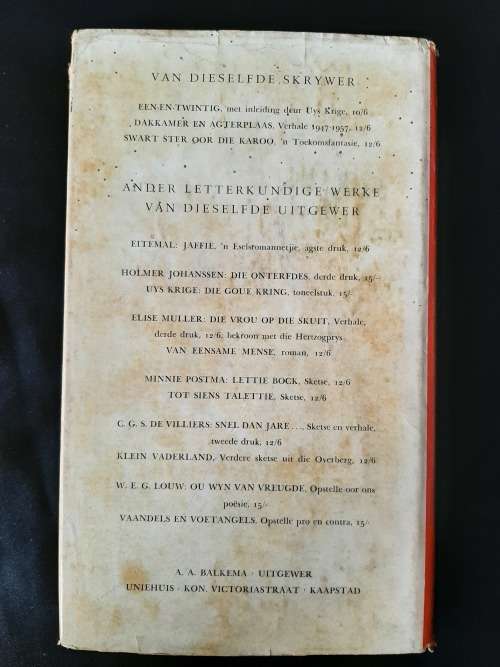 VAN DIESELFDE SKRYWER
EEN-EN-TWINTIG, met inleiding deur Uys Krige, 10/6
DAKKAMER EN AGTERPLAAS, Verhale 1947-1957, 12/6
SWART STER OOR DIE KAROO, 'n Toekomsfantasie, 12/6
ANDER LETTERKUNDIGE WERKE
VAN DIESELFDE UITGEWER
EITEMAL: JAFFIE, 'n Eselsromannetjie, agste druk, 12/6
HOLMER JOHANSSEN: DIE ONTERFDES, derde druk, 15/-
UYS KRIGE: DIE GOUE KRING, toneelstuk, 15/-
ELISE MULLER: DIE VROU OP DIE SKUIT, Verhale,
derde druk, 12/6; bekroon met die Hertzogprys
VAN EENSAME MENSE, roman, 12/6
MINNIE POSTMA: LETTIE BOCK, Sketse, 12/6
TOT SIENS TALETTIE, Sketse, 12/6
C. G. S. DE VILLIERS: SNEL DAN JARE . . ., Sketse en verhale,
tweede druk, 12/6
KLEIN VADERLAND, Verdere sketse uit die Overberg, 12/6
W. E. G. LOUW: OU WYN VAN VREUGDE, Opstelle oor ons
poësie, 15/-
VAANDELS EN VOETANGELS, Opstelle pro en contra, 15/-
A. A. BALKEMA · UITGEWER
UNIEHUIS · KON. VICTORIASTRAAT · KAAPSTAD